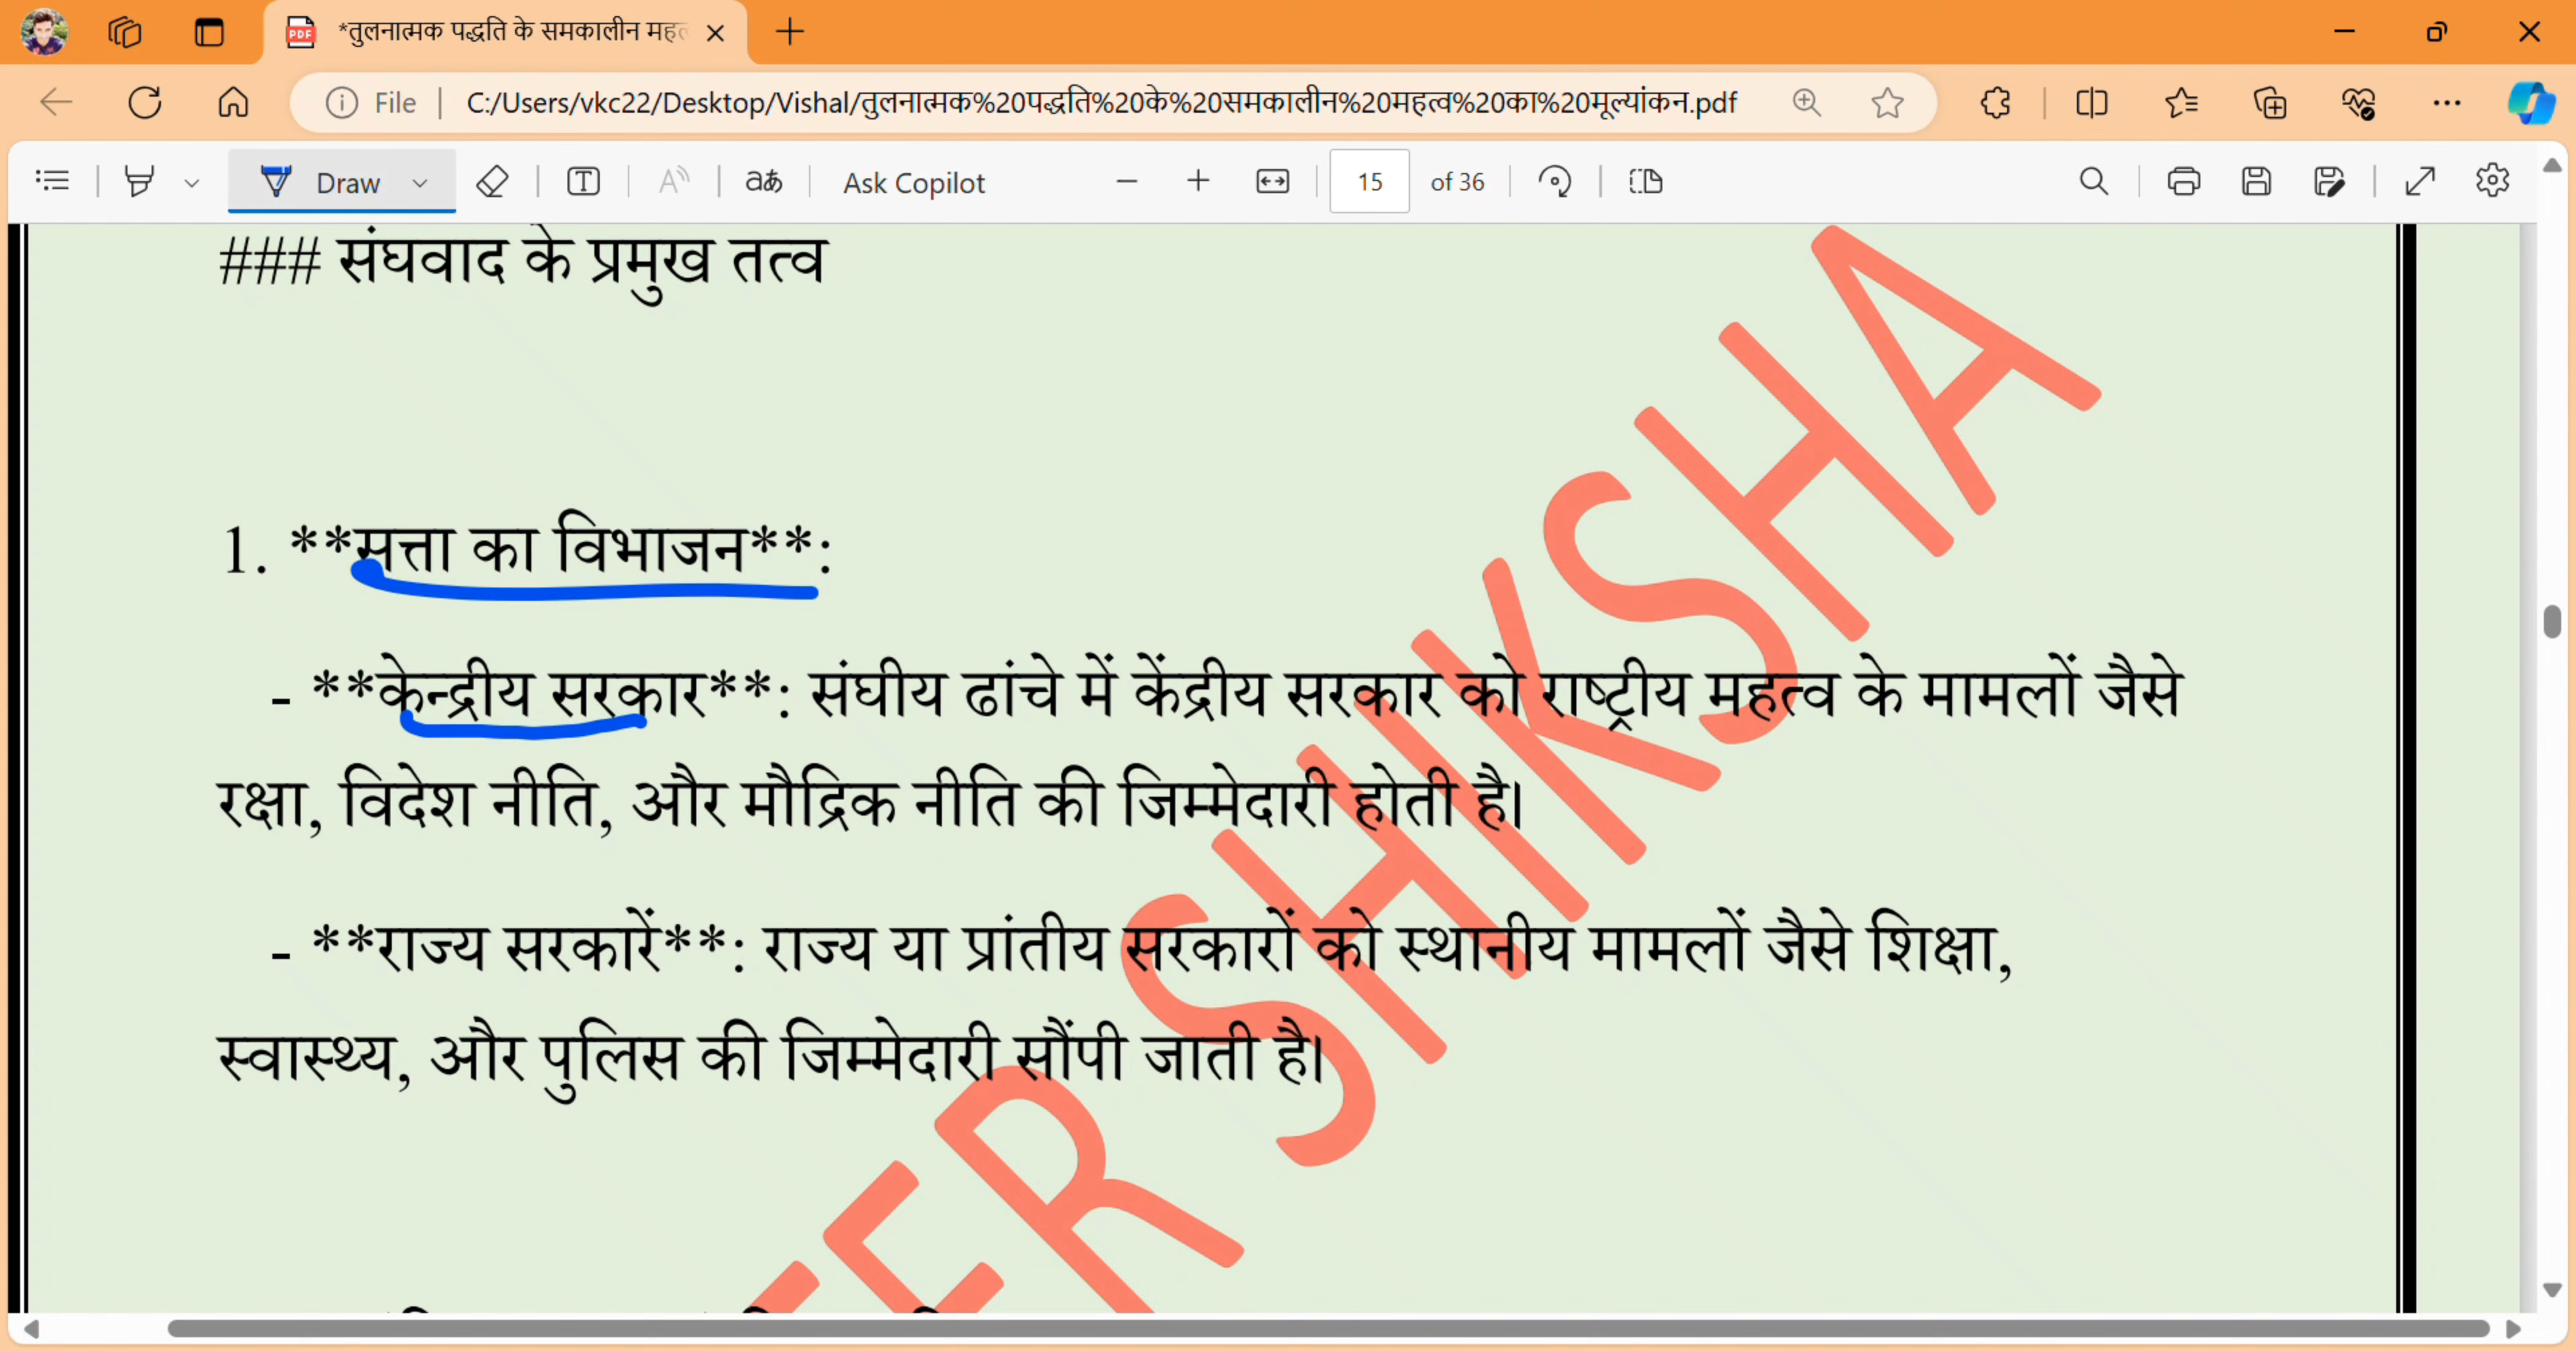 *तुलनात्मक पद्धति के समकालीन मह
File
C:/Users/vkc22/Desktop/Vishal/तुलनात्मक%20पद्धति%20के%20समकालीन%20महत्व%20का%20मूल्यांकन.pdf
Draw
aあ
Ask Copilot
15 of 36
### संघवाद के प्रमुख तत्व
1. **सत्ता का विभाजन**:
- **केन्द्रीय सरकार**: संघीय ढांचे में केंद्रीय सरकार को राष्ट्रीय महत्व के मामलों जैसे
रक्षा, विदेश नीति, और मौद्रिक नीति की जिम्मेदारी होती है।
- **राज्य सरकारें**: राज्य या प्रांतीय सरकारों को स्थानीय मामलों जैसे शिक्षा,
स्वास्थ्य, और पुलिस की जिम्मेदारी सौंपी जाती है।
SHIKSHA